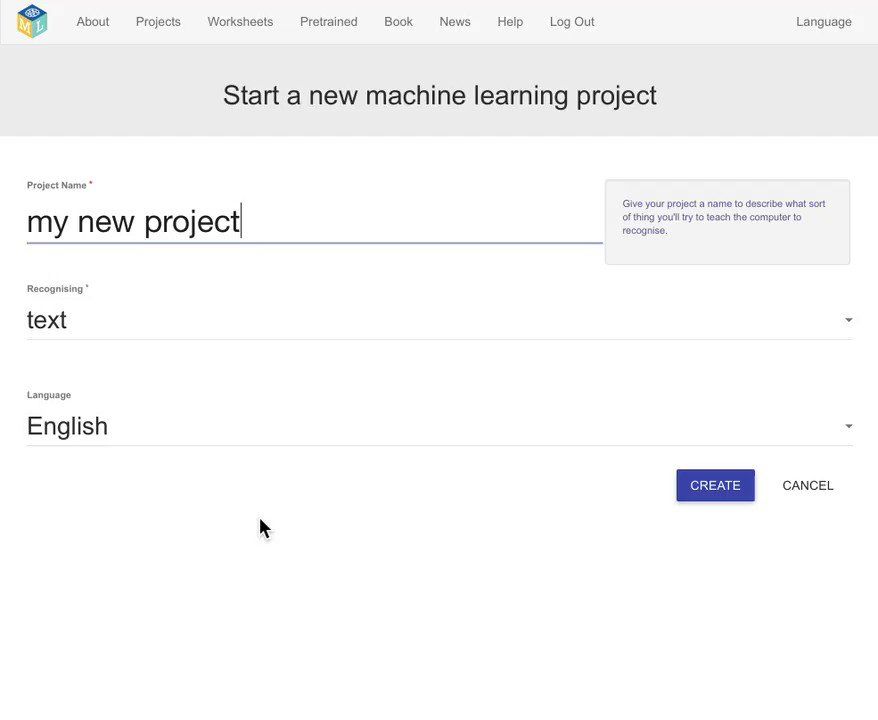 About Projects Worksheets Pretrained Book News Help Log Out Language
Start a new machine learning project
Project Name *
my new project
Give your project a name to describe what sort
of thing you'll try to teach the computer to
recognise.
Recognising *
text
Language
English
CREATE CANCEL